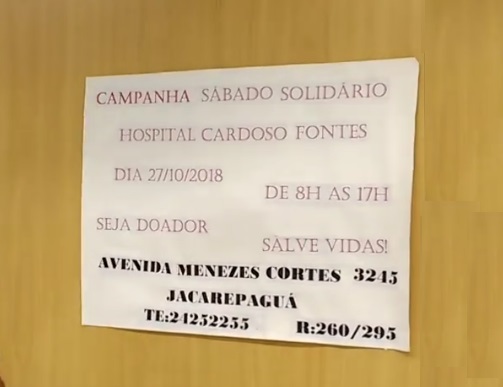 CAMPANHA SÁBADO SOLIDÁRIO
HOSPITAL CARDOSO FONTES
DIA 27/10/2018
DE 8H AS 17H
SEJA DOADOR
SALVE VIDAS!
AVENIDA MENEZES CORTES 3245
JACAREPAGUÁ
TE:24252255 R:260/295